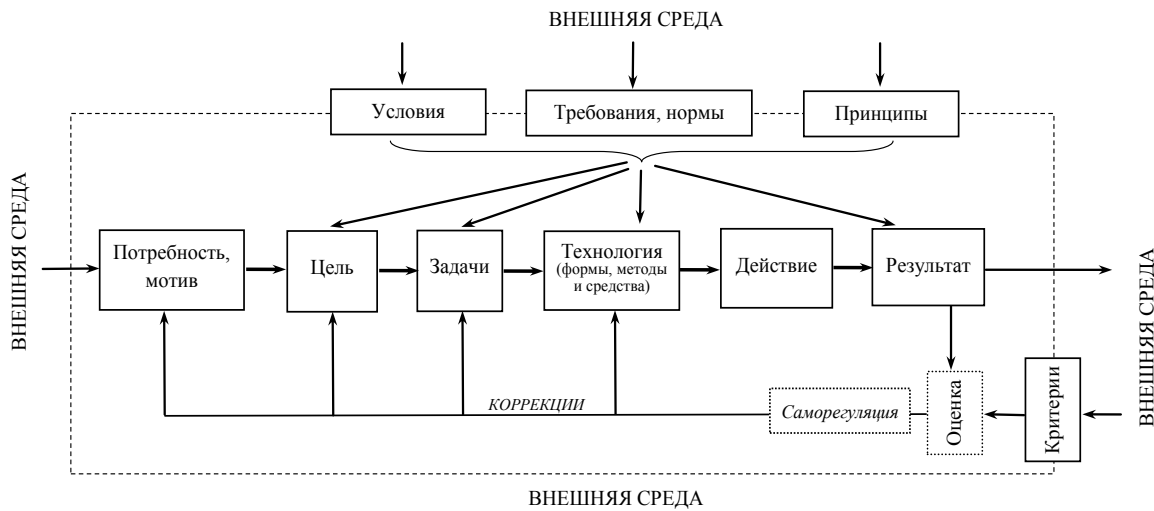 ВНЕШНЯЯ СРЕДА
Условия
Требования, нормы
Принципы
ВНЕШНЯЯ СРЕДА
Потребность,
мотив
Цель
Задачи
Технология
(формы, методы
и средства)
Действие
Результат
ВНЕШНЯЯ СРЕДА
КОРРЕКЦИИ
Саморегуляция
Оценка
Критерии
ВНЕШНЯЯ СРЕДА